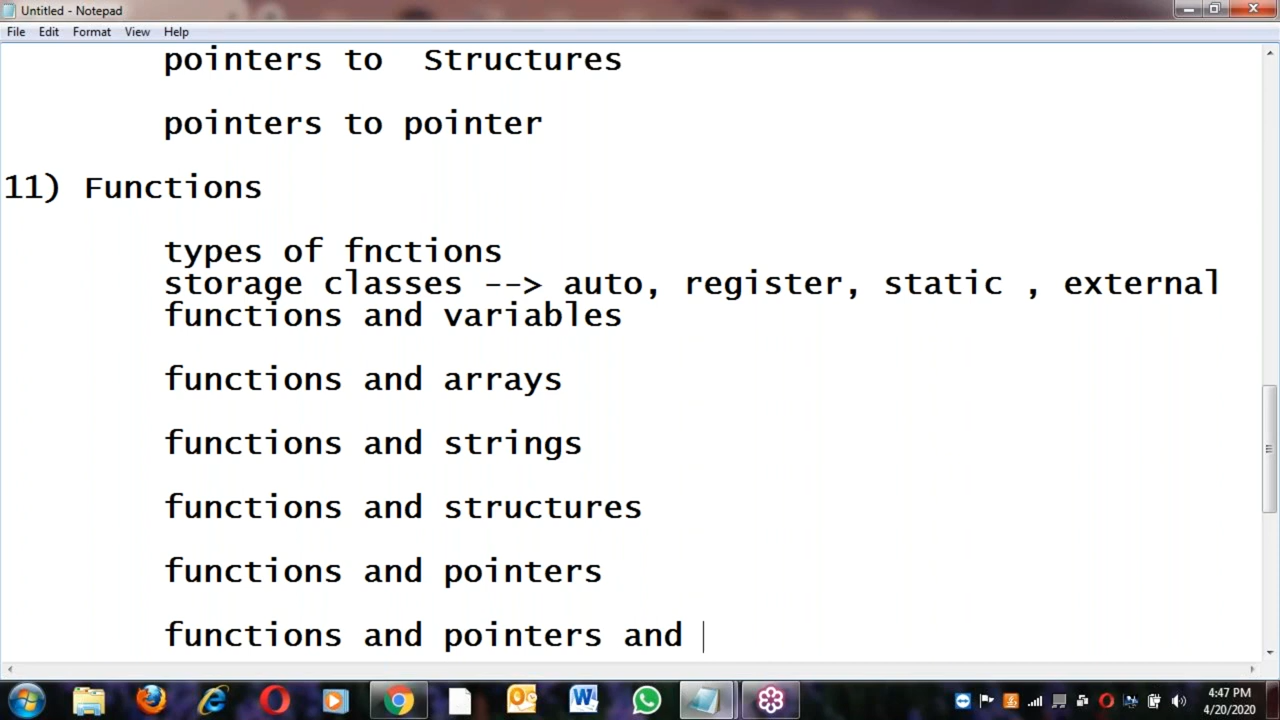 Untitled - Notepad
File Edit Format View Help
pointers to  Structures
pointers to pointer
11) Functions
types of fnctions
storage classes --> auto, register, static , external
functions and variables
functions and arrays
functions and strings
functions and structures
functions and pointers
functions and pointers and
4:47 PM
4/20/2020